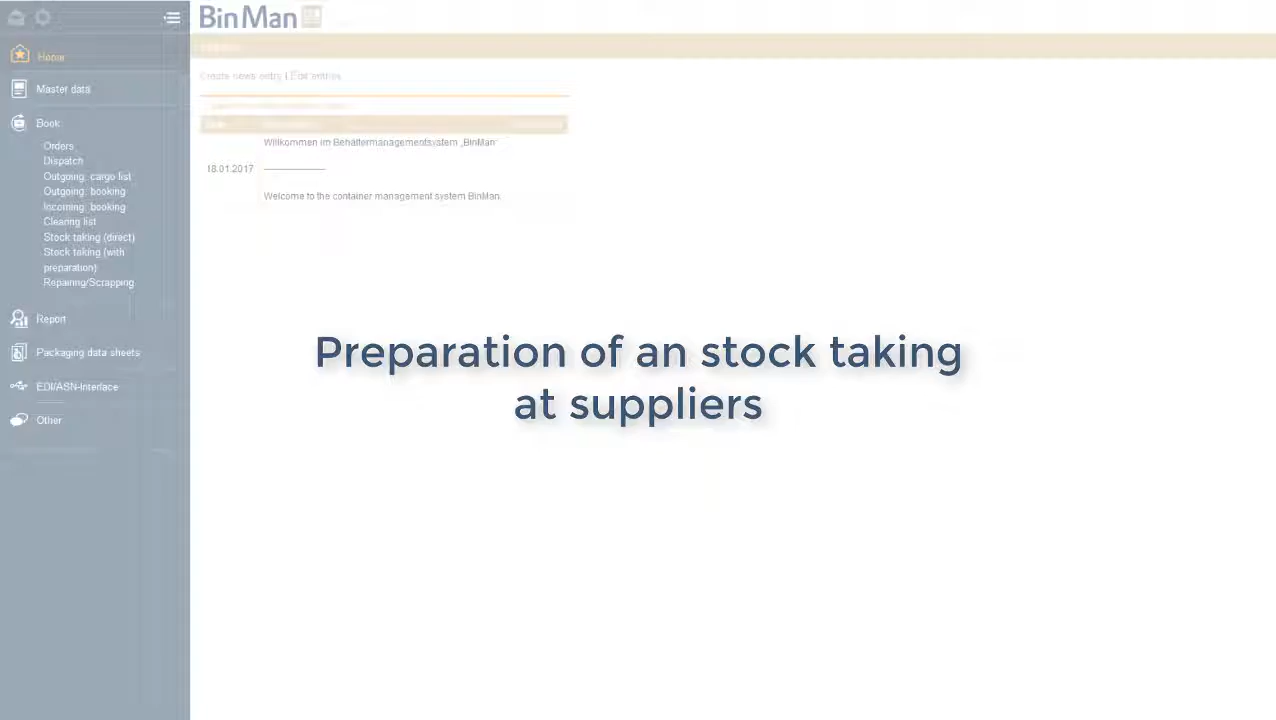 BinMan
Home
Create news entry | Edit entries
Master data
Book
Orders
Dispatch
Outgoing: cargo list
Outgoing: booking
Incoming: booking
Clearing list
Stock taking (direct)
Stock taking (with
preparation)
Repairing/Scrapping
Report
Packaging data sheets
EDI/ASN-Interface
Other
Willkommen im Behältermanagementsystem „BinMan“
18.01.2017
Welcome to the container management system BinMan.
Preparation of an stock taking
at suppliers